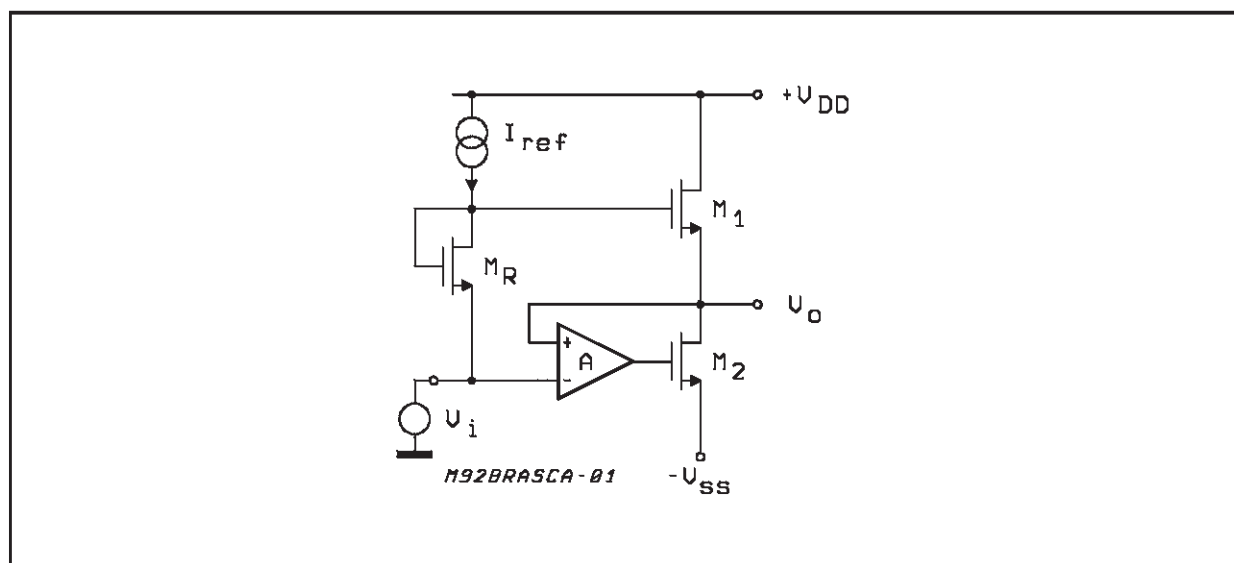 +VDD
Iref
M1
MR
Vo
+
A
M2
-
Vi
M92BRASCA-01
-Vss